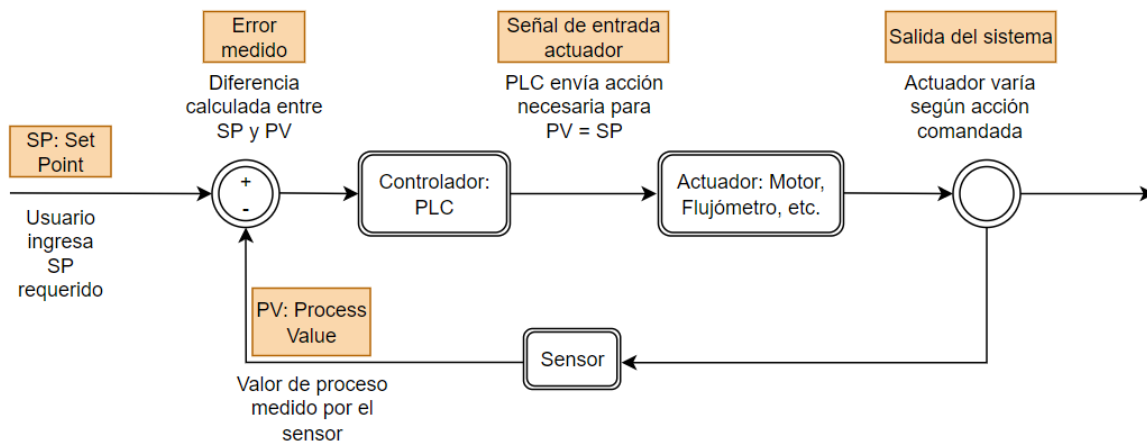 Error
medido
Diferencia
calculada entre
SP y PV
Señal de entrada
actuador
PLC envía acción
necesaria para
PV = SP
Salida del sistema
Actuador varía
según acción
comandada
SP: Set
Point
Usuario
ingresa
SP
requerido
+
-
Controlador:
PLC
Actuador: Motor,
Flujómetro, etc.
PV: Process
Value
Valor de proceso
medido por el
sensor
Sensor